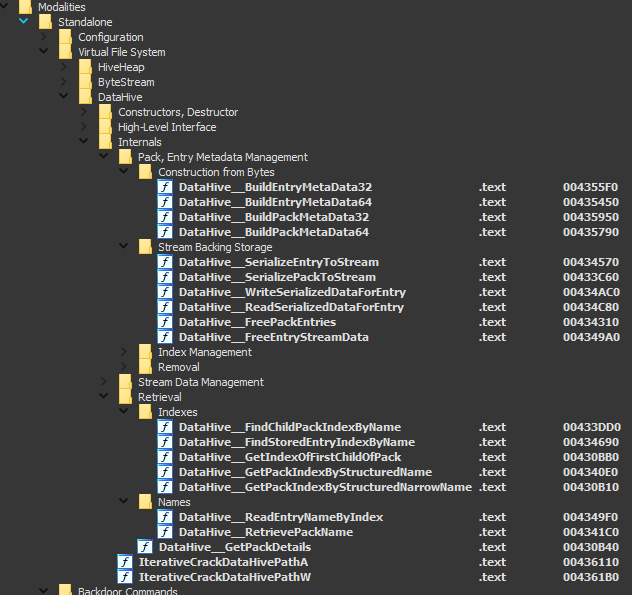 Modalities
Standalone
Configuration
Virtual File System
HiveHeap
ByteStream
DataHive
Constructors, Destructor
High-Level Interface
Internals
Pack, Entry Metadata Management
Construction from Bytes
DataHive__BuildEntryMetaData32 .text 004355F0
DataHive__BuildEntryMetaData64 .text 00435450
DataHive__BuildPackMetaData32 .text 00435950
DataHive__BuildPackMetaData64 .text 00435790
Stream Backing Storage
DataHive__SerializeEntryToStream .text 00434570
DataHive__SerializePackToStream .text 00433C60
DataHive__WriteSerializedDataForEntry .text 00434AC0
DataHive__ReadSerializedDataForEntry .text 00434C80
DataHive__FreePackEntries .text 00434310
DataHive__FreeEntryStreamData .text 004349A0
Index Management
Removal
Stream Data Management
Retrieval
Indexes
DataHive__FindChildPackIndexByName .text 00433DD0
DataHive__FindStoredEntryIndexByName .text 00434690
DataHive__GetIndexOfFirstChildOfPack .text 00430BB0
DataHive__GetPackIndexByStructuredName .text 004340E0
DataHive__GetPackIndexByStructuredNarrowName .text 00430B10
Names
DataHive__ReadEntryNameByIndex .text 004349F0
DataHive__RetrievePackName .text 004341C0
DataHive__GetPackDetails .text 00430B40
IterativeCrackDataHivePathA .text 00436110
IterativeCrackDataHivePathW .text 004361B0
Backdoor Commands